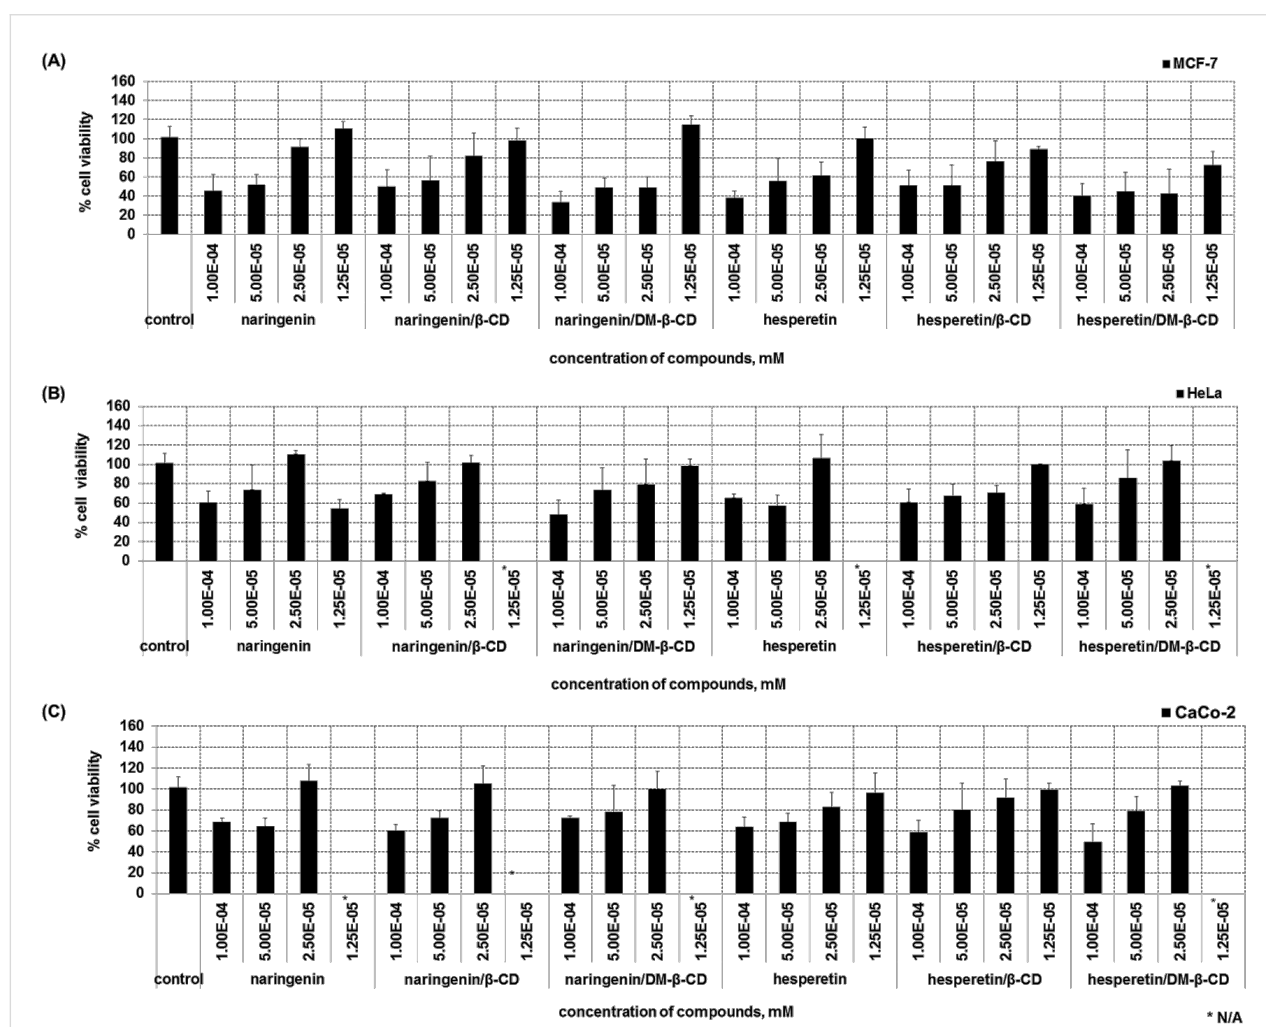 (A)
MCF-7
160
140
120
100
80
60
40
20
0
% cell viability
1.00E-04 5.00E-05 2.50E-05 1.25E-05 1.00E-04 5.00E-05 2.50E-05 1.25E-05 1.00E-04 5.00E-05 2.50E-05 1.25E-05 1.00E-04 5.00E-05 2.50E-05 1.25E-05 1.00E-04 5.00E-05 2.50E-05 1.25E-05 1.00E-04 5.00E-05 2.50E-05 1.25E-05
control naringenin naringenin/β-CD naringenin/DM-β-CD hesperetin hesperetin/β-CD hesperetin/DM-β-CD
concentration of compounds, mM
(B)
HeLa
160
140
120
100
80
60
40
20
0
% cell viability
* * *
1.00E-04 5.00E-05 2.50E-05 1.25E-05 1.00E-04 5.00E-05 2.50E-05 1.25E-05 1.00E-04 5.00E-05 2.50E-05 1.25E-05 1.00E-04 5.00E-05 2.50E-05 1.25E-05 1.00E-04 5.00E-05 2.50E-05 1.25E-05 1.00E-04 5.00E-05 2.50E-05 1.25E-05
control naringenin naringenin/β-CD naringenin/DM-β-CD hesperetin hesperetin/β-CD hesperetin/DM-β-CD
concentration of compounds, mM
(C)
CaCo-2
160
140
120
100
80
60
40
20
0
% cell viability
* * * *
1.00E-04 5.00E-05 2.50E-05 1.25E-05 1.00E-04 5.00E-05 2.50E-05 1.25E-05 1.00E-04 5.00E-05 2.50E-05 1.25E-05 1.00E-04 5.00E-05 2.50E-05 1.25E-05 1.00E-04 5.00E-05 2.50E-05 1.25E-05 1.00E-04 5.00E-05 2.50E-05 1.25E-05
control naringenin naringenin/β-CD naringenin/DM-β-CD hesperetin hesperetin/β-CD hesperetin/DM-β-CD
concentration of compounds, mM
* N/A